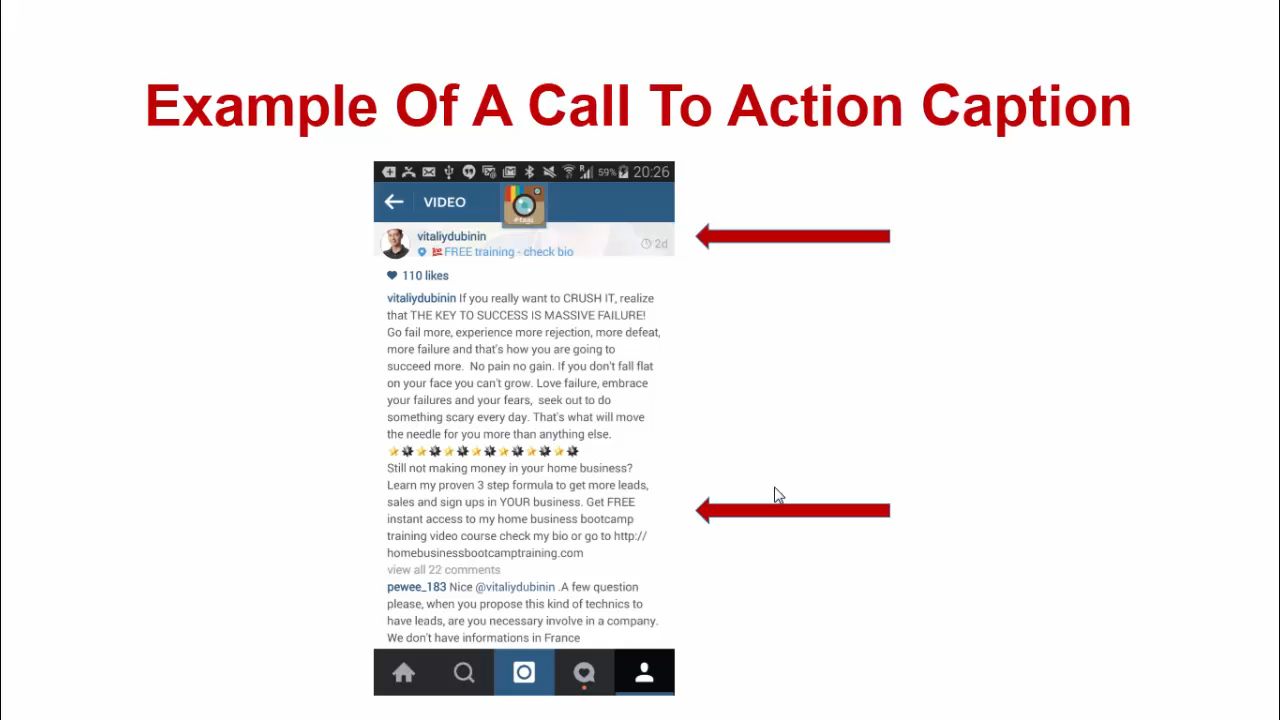 Example Of A Call To Action Caption
R 59% 20:26
VIDEO
#tags
vitaliydubinin
FREE training - check bio
2d
110 likes
vitaliydubinin If you really want to CRUSH IT, realize
that THE KEY TO SUCCESS IS MASSIVE FAILURE!
Go fail more, experience more rejection, more defeat,
more failure and that's how you are going to
succeed more. No pain no gain. If you don't fall flat
on your face you can't grow. Love failure, embrace
your failures and your fears, seek out to do
something scary every day. That's what will move
the needle for you more than anything else.
Still not making money in your home business?
Learn my proven 3 step formula to get more leads,
sales and sign ups in YOUR business. Get FREE
instant access to my home business bootcamp
training video course check my bio or go to http://
homebusinessbootcamptraining.com
view all 22 comments
pewee_183 Nice @vitaliydubinin .A few question
please, when you propose this kind of technics to
have leads, are you necessary involve in a company.
We don't have informations in France